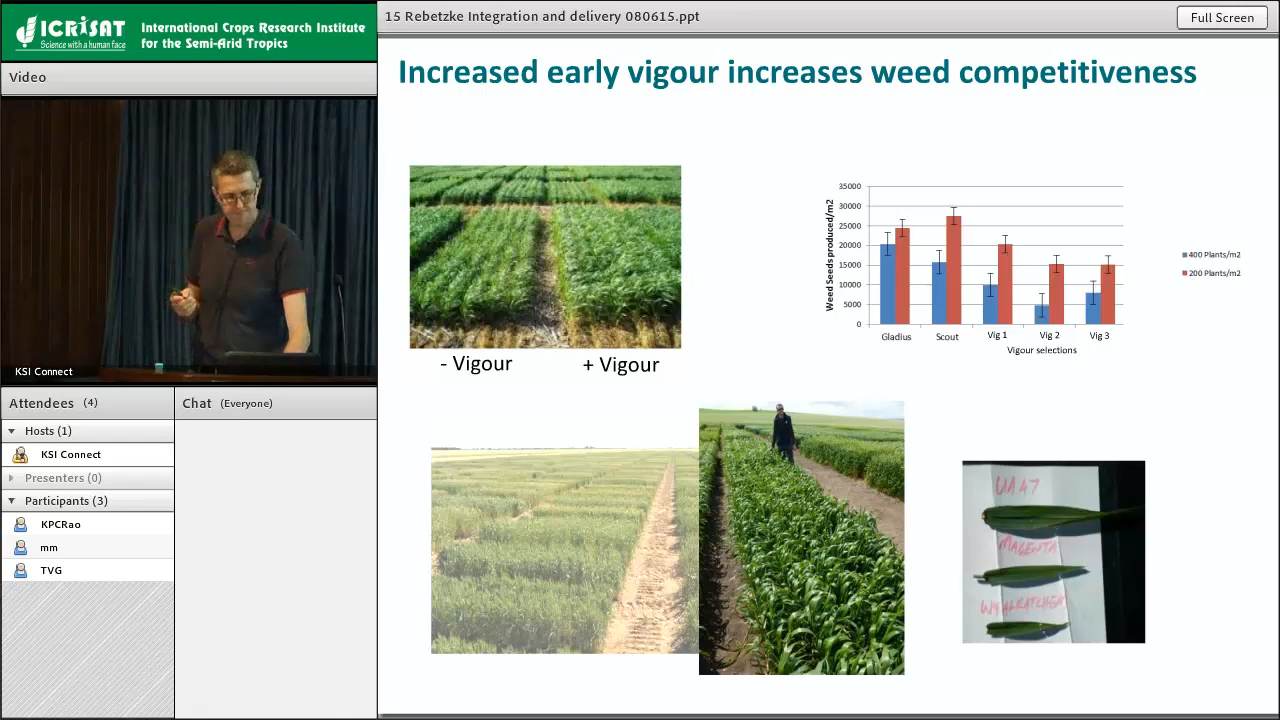 ICRISAT
Science with a human face
International Crops Research Institute
for the Semi-Arid Tropics
15 Rebetzke Integration and delivery 080615.ppt
Full Screen
Video
Increased early vigour increases weed competitiveness
35000
30000
25000
20000
15000
10000
5000
0
Weed Seeds produced/m2
Gladius
Scout
Vig 1
Vig 2
Vig 3
Vigour selections
400 Plants/m2
200 Plants/m2
- Vigour
+ Vigour
KSI Connect
Attendees (4)
Chat (Everyone)
Hosts (1)
KSI Connect
Presenters (0)
Participants (3)
KPCRao
mm
TVG
UA 47
MAGENTA
WYALKATCHEM